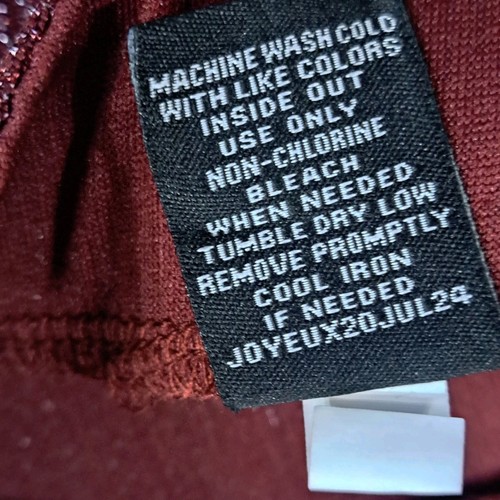 MACHINE WASH COLD
WITH LIKE COLORS
INSIDE OUT
USE ONLY
NON-CHLORINE
BLEACH
WHEN NEEDED
TUMBLE DRY LOW
REMOVE PROMPTLY
COOL IRON
IF NEEDED
JOYEUX20JUL24